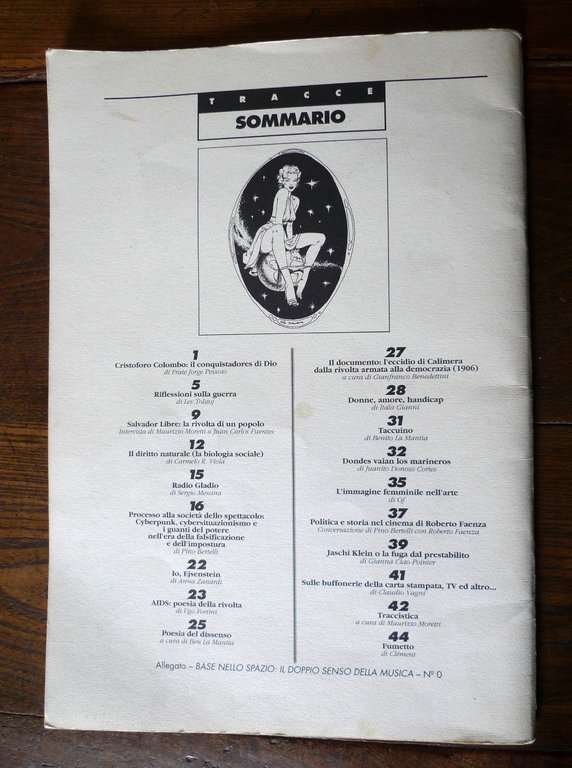 TRACCE
SOMMARIO
1
Cristoforo Colombo: il conquistadores di Dio
di Frate Jorge Peixoto
5
Riflessioni sulla guerra
di Lev Tolstoj
9
Salvador Libre: la rivolta di un popolo
Intervista di Maurizio Moretti a Juan Carlos Fuentes
12
Il diritto naturale (la biologia sociale)
di Carmelo R. Viola
15
Radio Gladio
di Sergio Messina
16
Processo alla società dello spettacolo:
Cyberpunk, cybersituazionismo e
i guanti del potere
nell'era della falsificazione
e dell'impostura
di Pino Bertelli
22
Io, Ejsenstein
di Anna Zanardi
23
AIDS: poesia della rivolta
di Ugo Fortini
25
Poesia del dissenso
a cura di Ben La Mantia
27
Il documento: l'eccidio di Calimera
dalla rivolta armata alla democrazia (1906)
a cura di Gianfranco Benedettini
28
Donne, amore, handicap
di Itala Gianni
31
Taccuino
di Benito La Mantia
32
Dondes vaian los marineros
di Juanito Donoso Cortes
35
L'immagine femminile nell'arte
di Of
37
Politica e storia nel cinema di Roberto Faenza
Conversazione di Pino Bertelli con Roberto Faenza
39
Jaschi Klein o la fuga dal prestabilito
di Gianna Ciao Pointer
41
Sulle buffonerie della carta stampata, TV ed altro...
di Claudio Vagni
42
Traccistica
a cura di Maurizio Moretti
44
Fumetto
di Clément
Allegato – BASE NELLO SPAZIO: IL DOPPIO SENSO DELLA MUSICA – N° 0